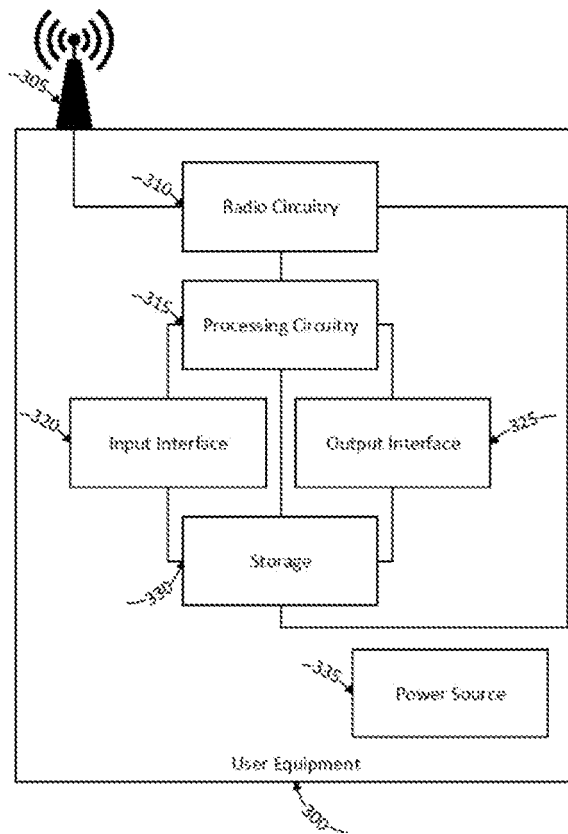 305
310
Radio Circuitry
315
Processing Circuitry
320
Input Interface
Output Interface
325
Storage
330
335
Power Source
User Equipment
300